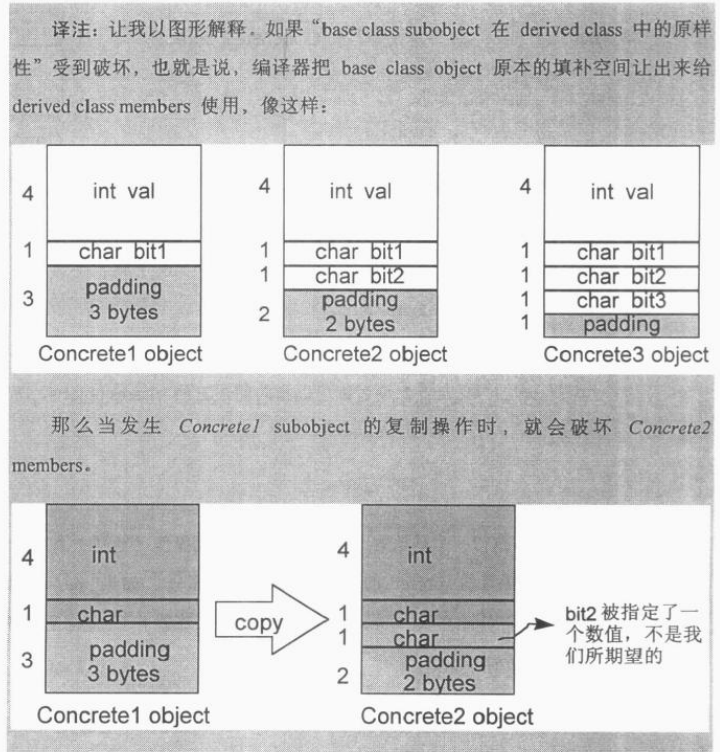 译注：让我以图形解释。如果“base class subobject 在 derived class 中的原样
性”受到破坏，也就是说，编译器把 base class object 原本的填补空间让出来给
derived class members 使用，像这样：
4 int val
1 char bit1
3 padding
3 bytes
Concrete1 object
4 int val
1 char bit1
1 char bit2
2 padding
2 bytes
Concrete2 object
4 int val
1 char bit1
1 char bit2
1 char bit3
1 padding
Concrete3 object
那么当发生 Concrete1 subobject 的复制操作时，就会破坏 Concrete2
members。
4 int
1 char
3 padding
3 bytes
Concrete1 object
copy
4 int
1 char
1 char
2 padding
2 bytes
Concrete2 object
bit2 被指定了一
个数值，不是我
们所期望的